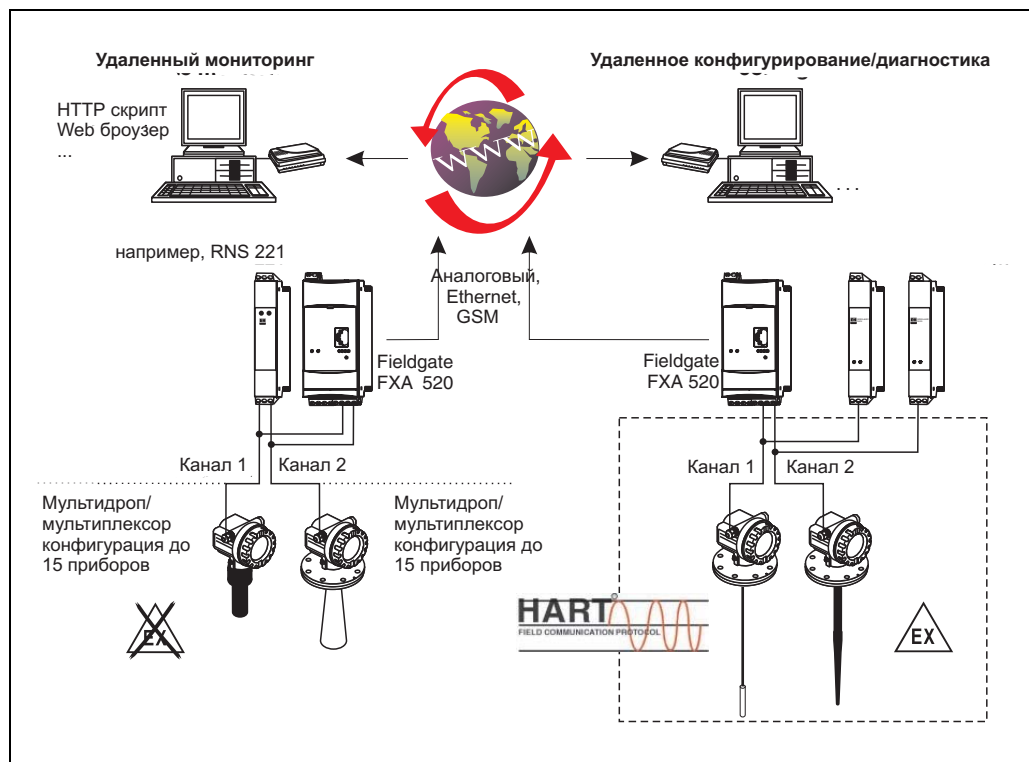 Удаленный мониторинг
Удаленное конфигурирование/диагностика
HTTP скрипт
Web броузер
...
WWW
. . .
например, RNS 221
Аналоговый,
Ethernet,
GSM
Fieldgate
FXA 520
Fieldgate
FXA 520
Канал 1
Канал 2
Канал 1
Канал 2
Мультидроп/
мультиплексор
конфигурация до
15 приборов
Мультидроп/
мультиплексор
конфигурация до
15 приборов
EX
HART
FIELD COMMUNICATION PROTOCOL
EX